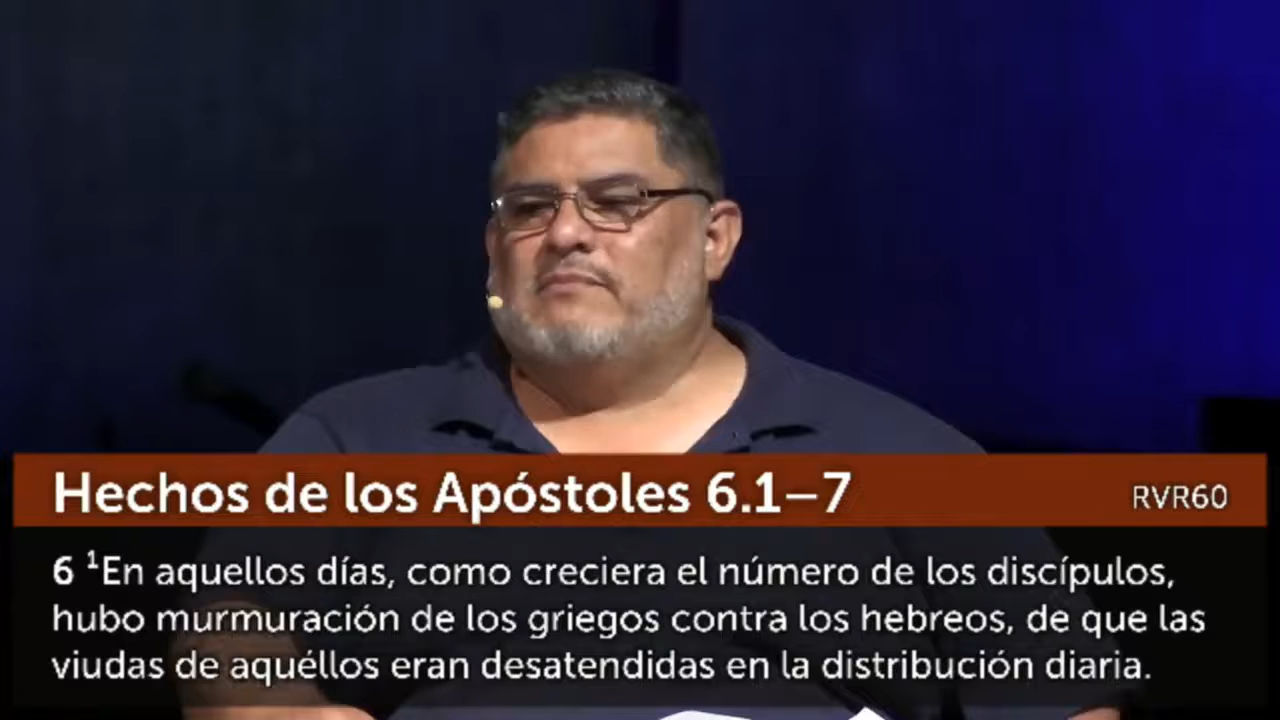 Hechos de los Apóstoles 6.1–7
RVR60
6 ¹En aquellos días, como creciera el número de los discípulos,
hubo murmuración de los griegos contra los hebreos, de que las
viudas de aquéllos eran desatendidas en la distribución diaria.